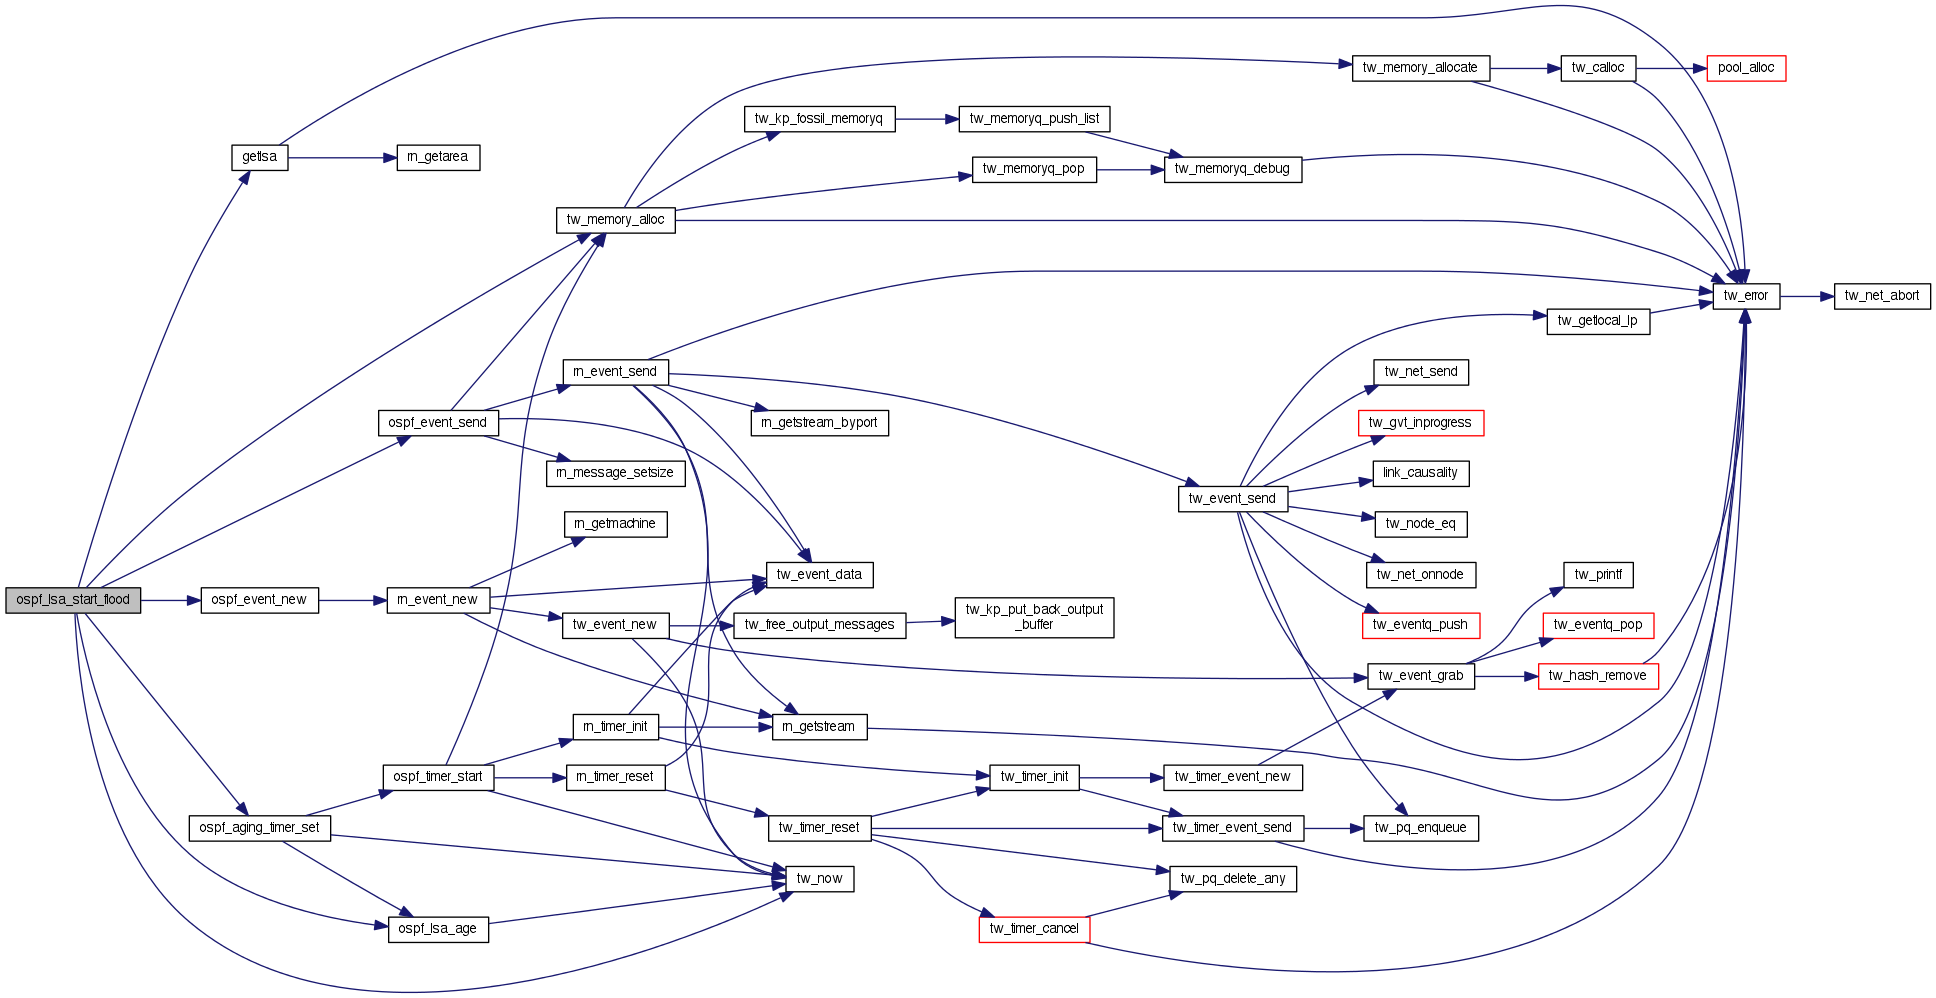 tw_memory_allocate
tw_calloc
pool_alloc
tw_kp_fossil_memoryq
tw_memoryq_push_list
getlsa
rn_getarea
tw_memoryq_pop
tw_memoryq_debug
tw_memory_alloc
tw_error
tw_net_abort
tw_getlocal_lp
rn_event_send
tw_net_send
ospf_event_send
rn_getstream_byport
tw_gvt_inprogress
rn_message_setsize
link_causality
tw_event_send
rn_getmachine
tw_node_eq
tw_event_data
tw_net_onnode
tw_printf
ospf_lsa_start_flood
ospf_event_new
rn_event_new
tw_event_new
tw_free_output_messages
tw_kp_put_back_output
_buffer
tw_eventq_push
tw_eventq_pop
tw_event_grab
tw_hash_remove
rn_timer_init
rn_getstream
ospf_timer_start
rn_timer_reset
tw_timer_init
tw_timer_event_new
ospf_aging_timer_set
tw_timer_reset
tw_timer_event_send
tw_pq_enqueue
tw_now
tw_pq_delete_any
ospf_lsa_age
tw_timer_cancel